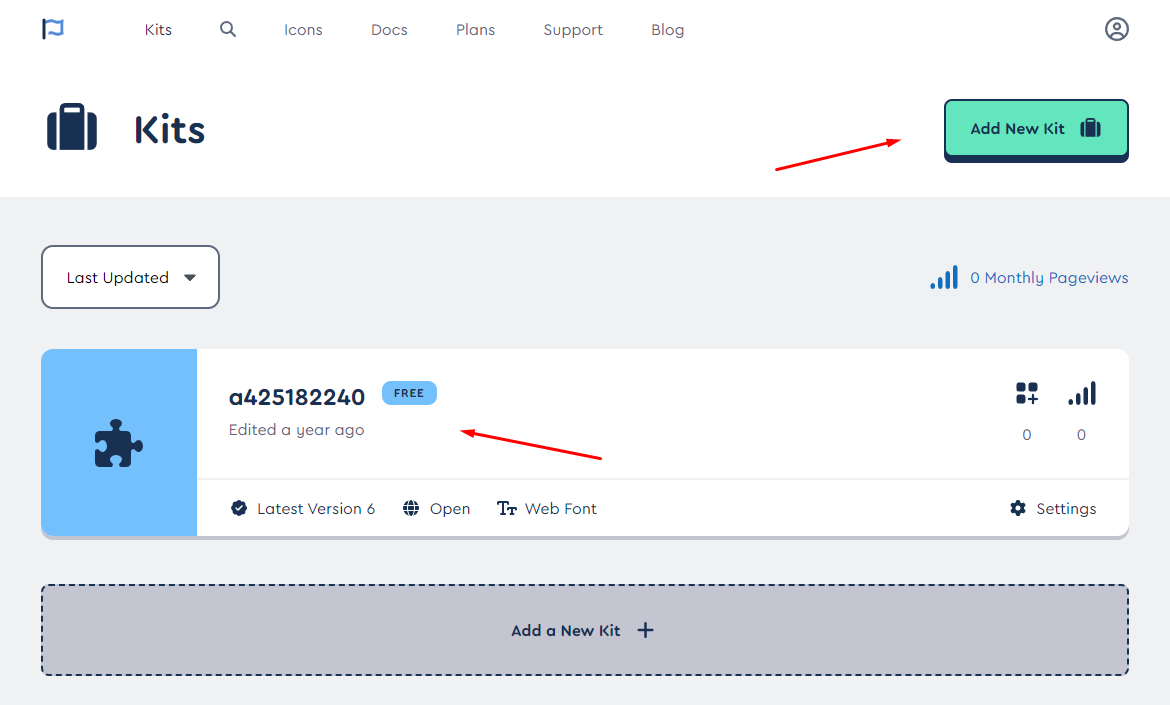 Kits Icons Docs Plans Support Blog
Kits
Add New Kit
Last Updated
0 Monthly Pageviews
a425182240 FREE
Edited a year ago
0 0
Latest Version 6 Open Tт Web Font Settings
Add a New Kit